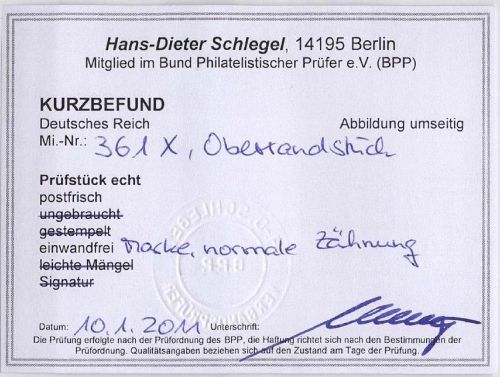 Hans-Dieter Schlegel, 14195 Berlin
Mitglied im Bund Philatelistischer Prüfer e.V. (BPP)
KURZBEFUND
Deutsches Reich Abbildung umseitig
Mi.-Nr.: 361 X, Oberrandstück
Prüfstück echt
postfrisch
ungebraucht
gestempelt
einwandfrei Marke, normale Zähnung
leichte Mängel
Signatur
Datum: 10.1.2011 Unterschrift:
Die Prüfung erfolgte nach der Prüfordnung des BPP, die Haftung richtet sich nach den Bestimmungen der
Prüfordnung. Qualitätsangaben beziehen sich auf den Zustand am Tage der Prüfung.